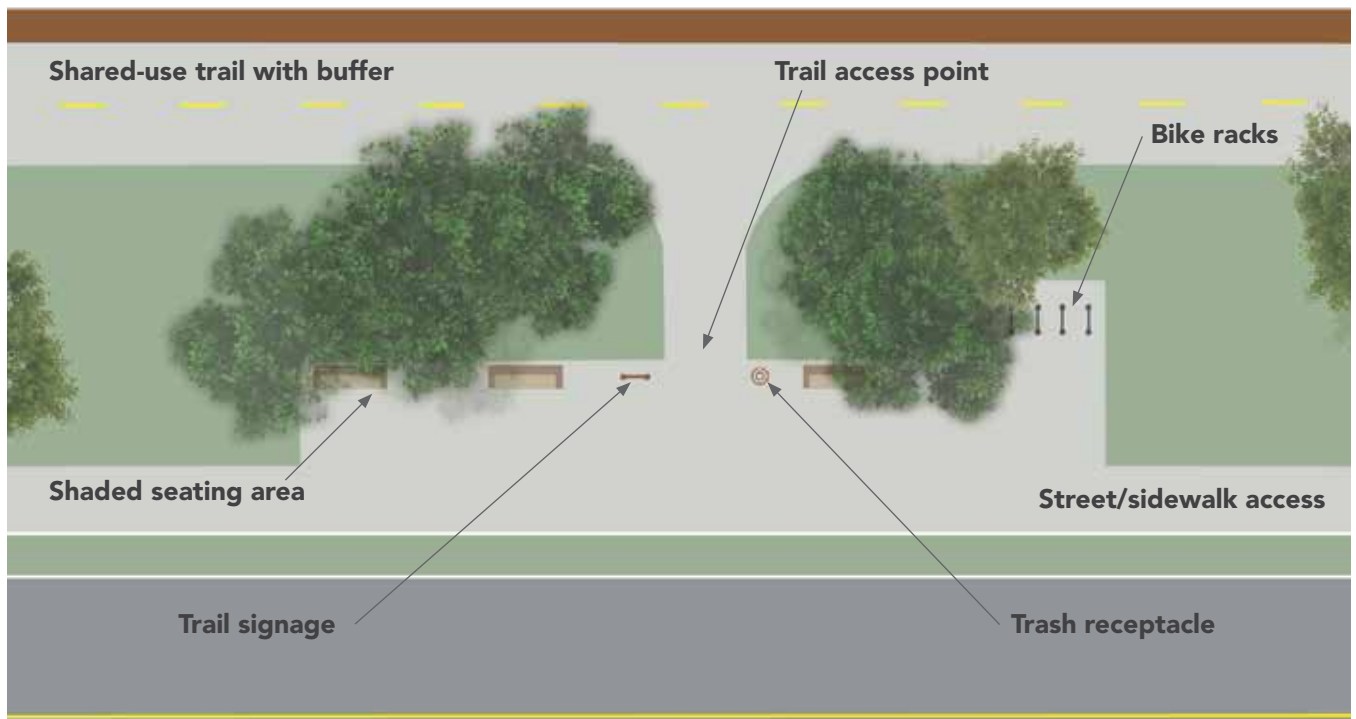 Shared-use trail with buffer
Trail access point
Bike racks
Shaded seating area
Street/sidewalk access
Trail signage
Trash receptacle